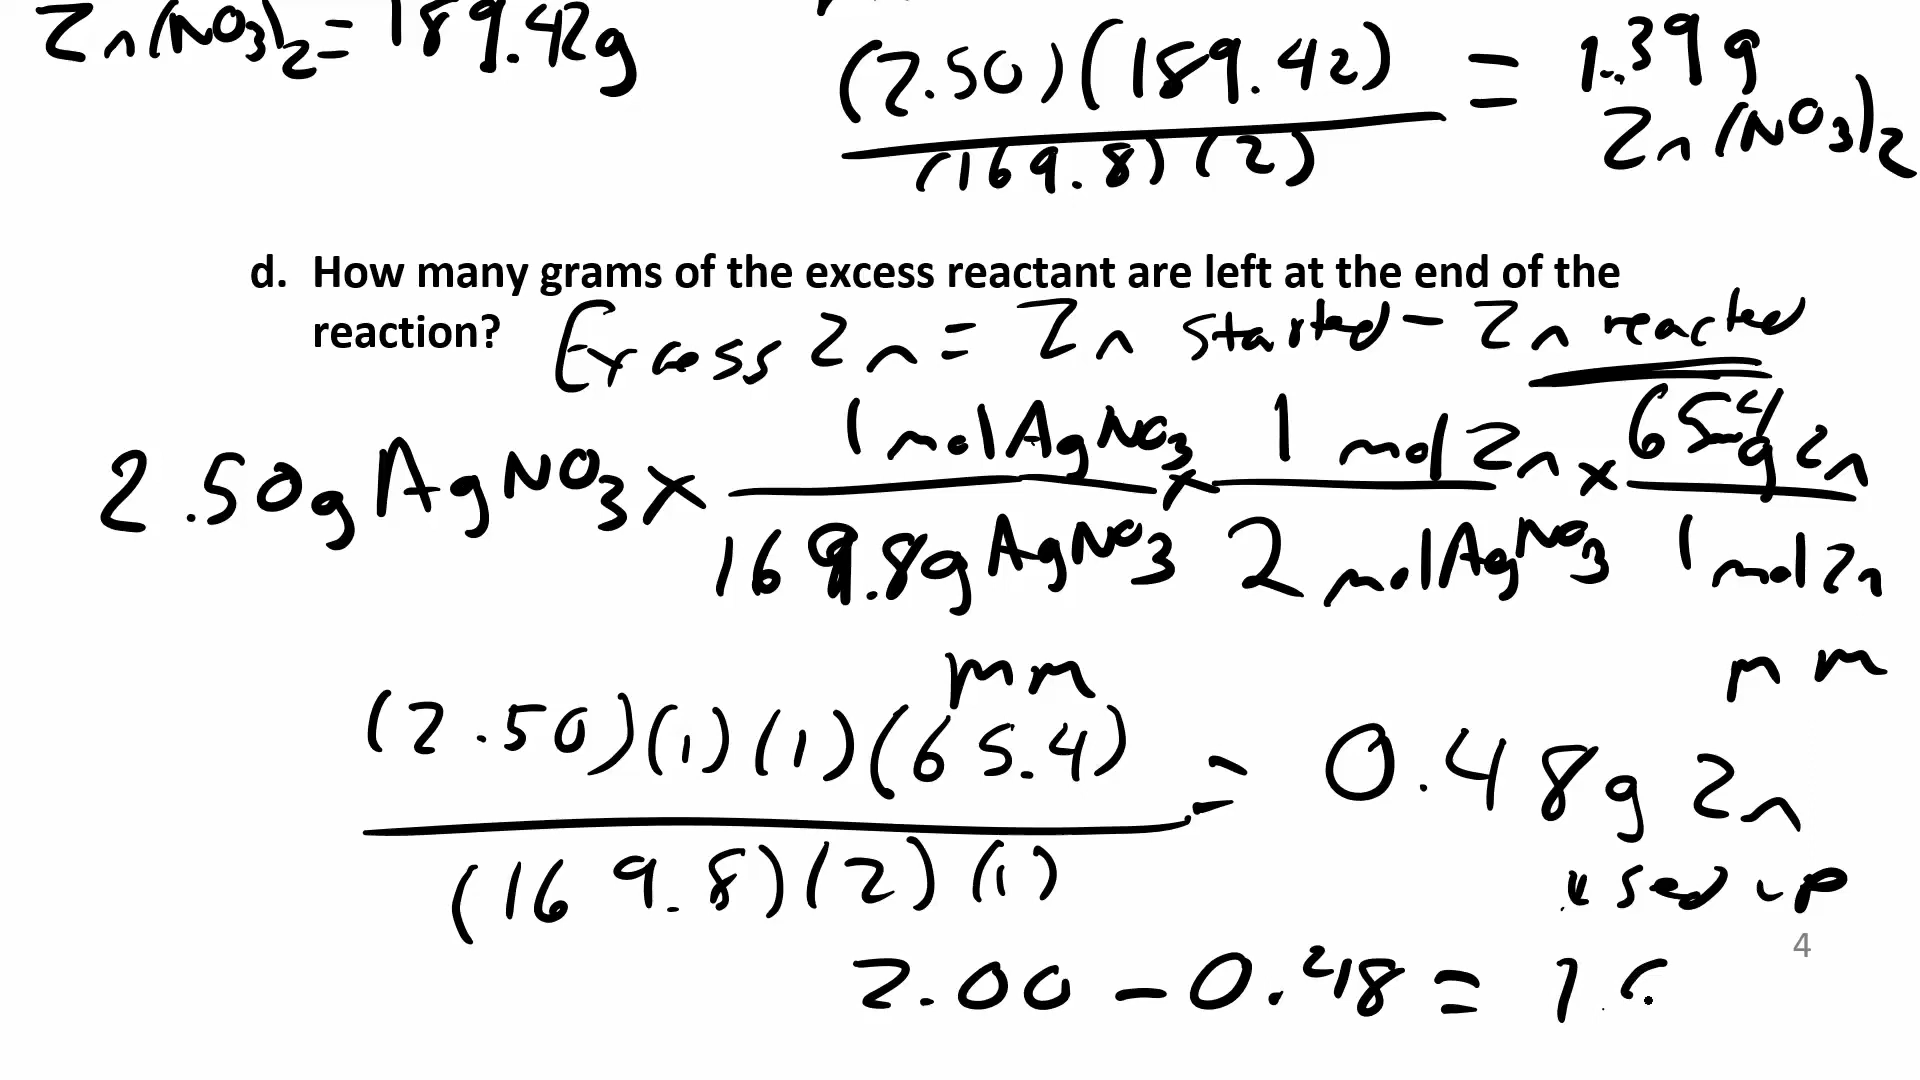 Zn(NO3)2 = 189.42g
(2.50)(189.42) = 1.39g
(169.8)(2) Zn(NO3)2
d. How many grams of the excess reactant are left at the end of the
reaction? Excess Zn = Zn started - Zn reacted
1 mol AgNO3 1 mol Zn 65.4g Zn
2.50g AgNO3 x x x
169.8g AgNO3 2 mol AgNO3 1 mol Zn
mm mm
(2.50)(1)(1)(65.4) = 0.48g Zn
(169.8)(2)(1) used up
4
2.00 - 0.48 = 1.